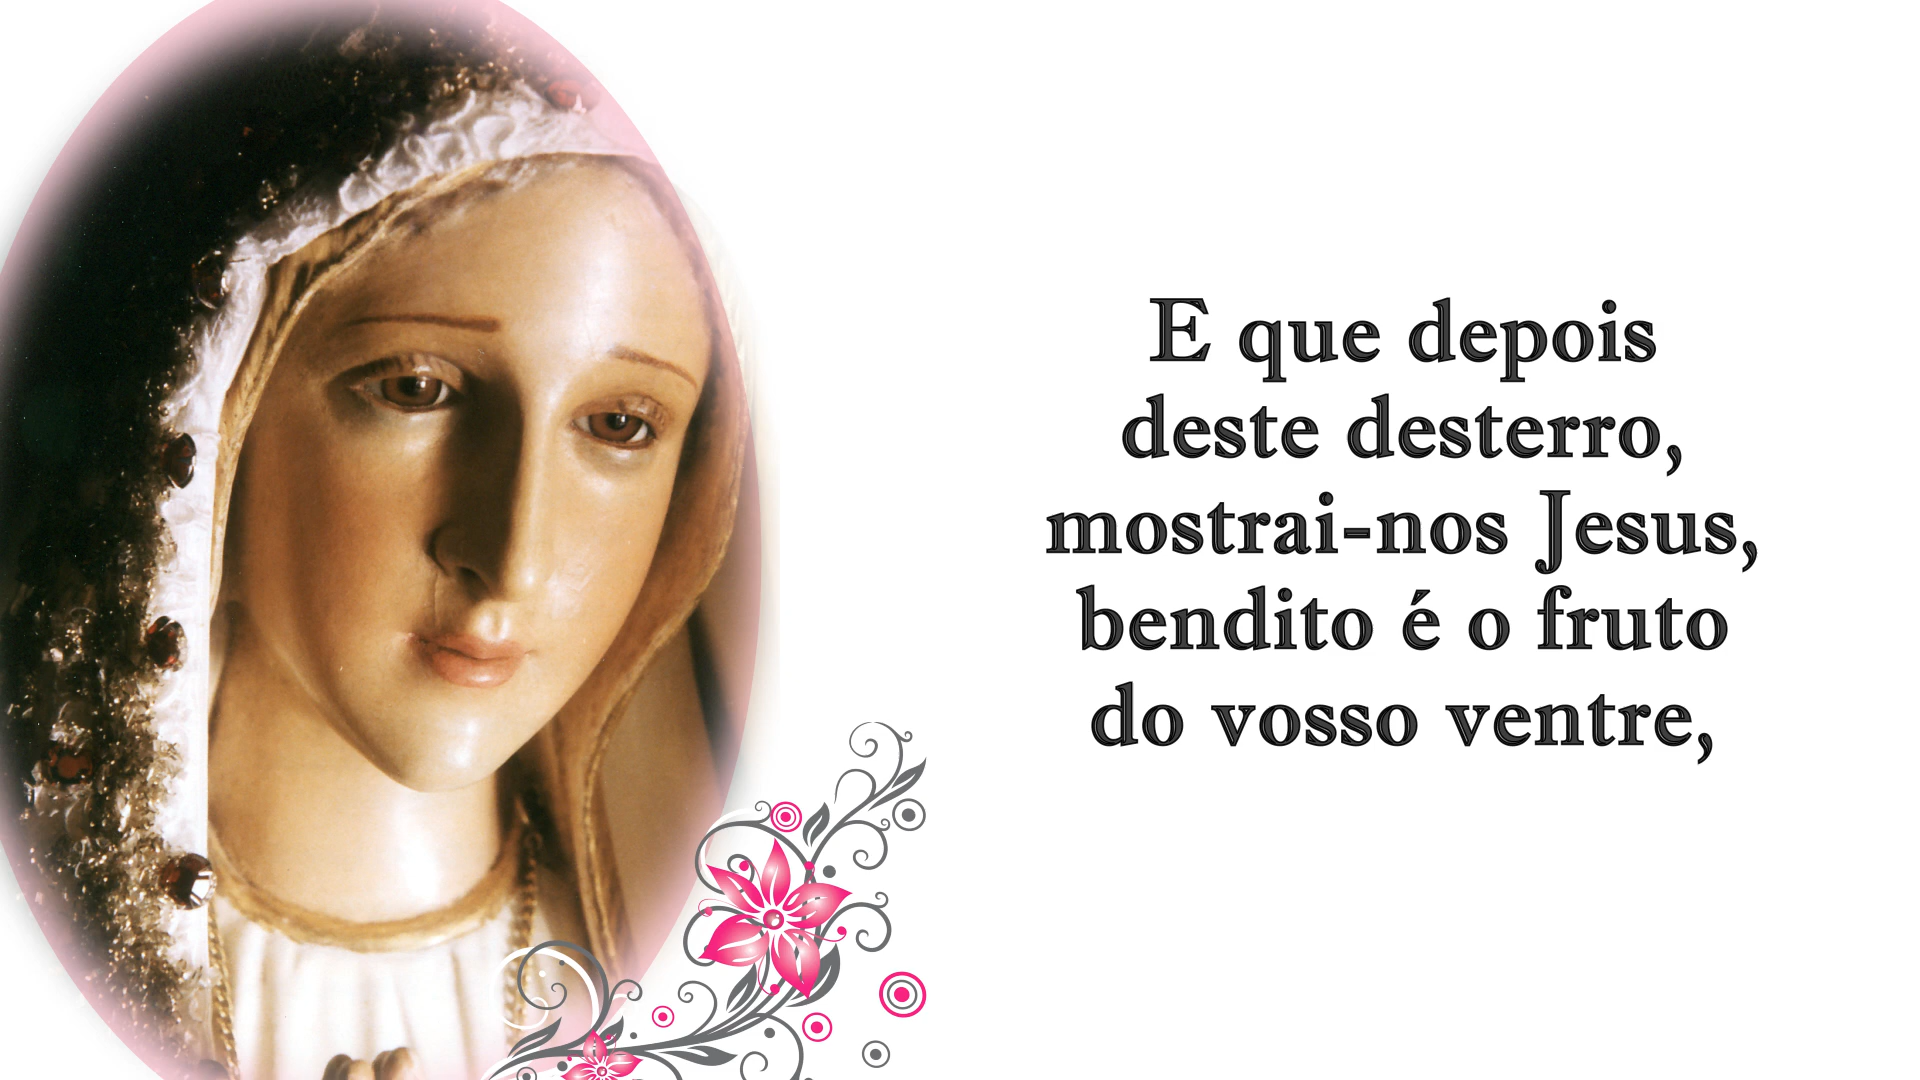 E que depois
deste desterro,
mostrai-nos Jesus,
bendito é o fruto
do vosso ventre,